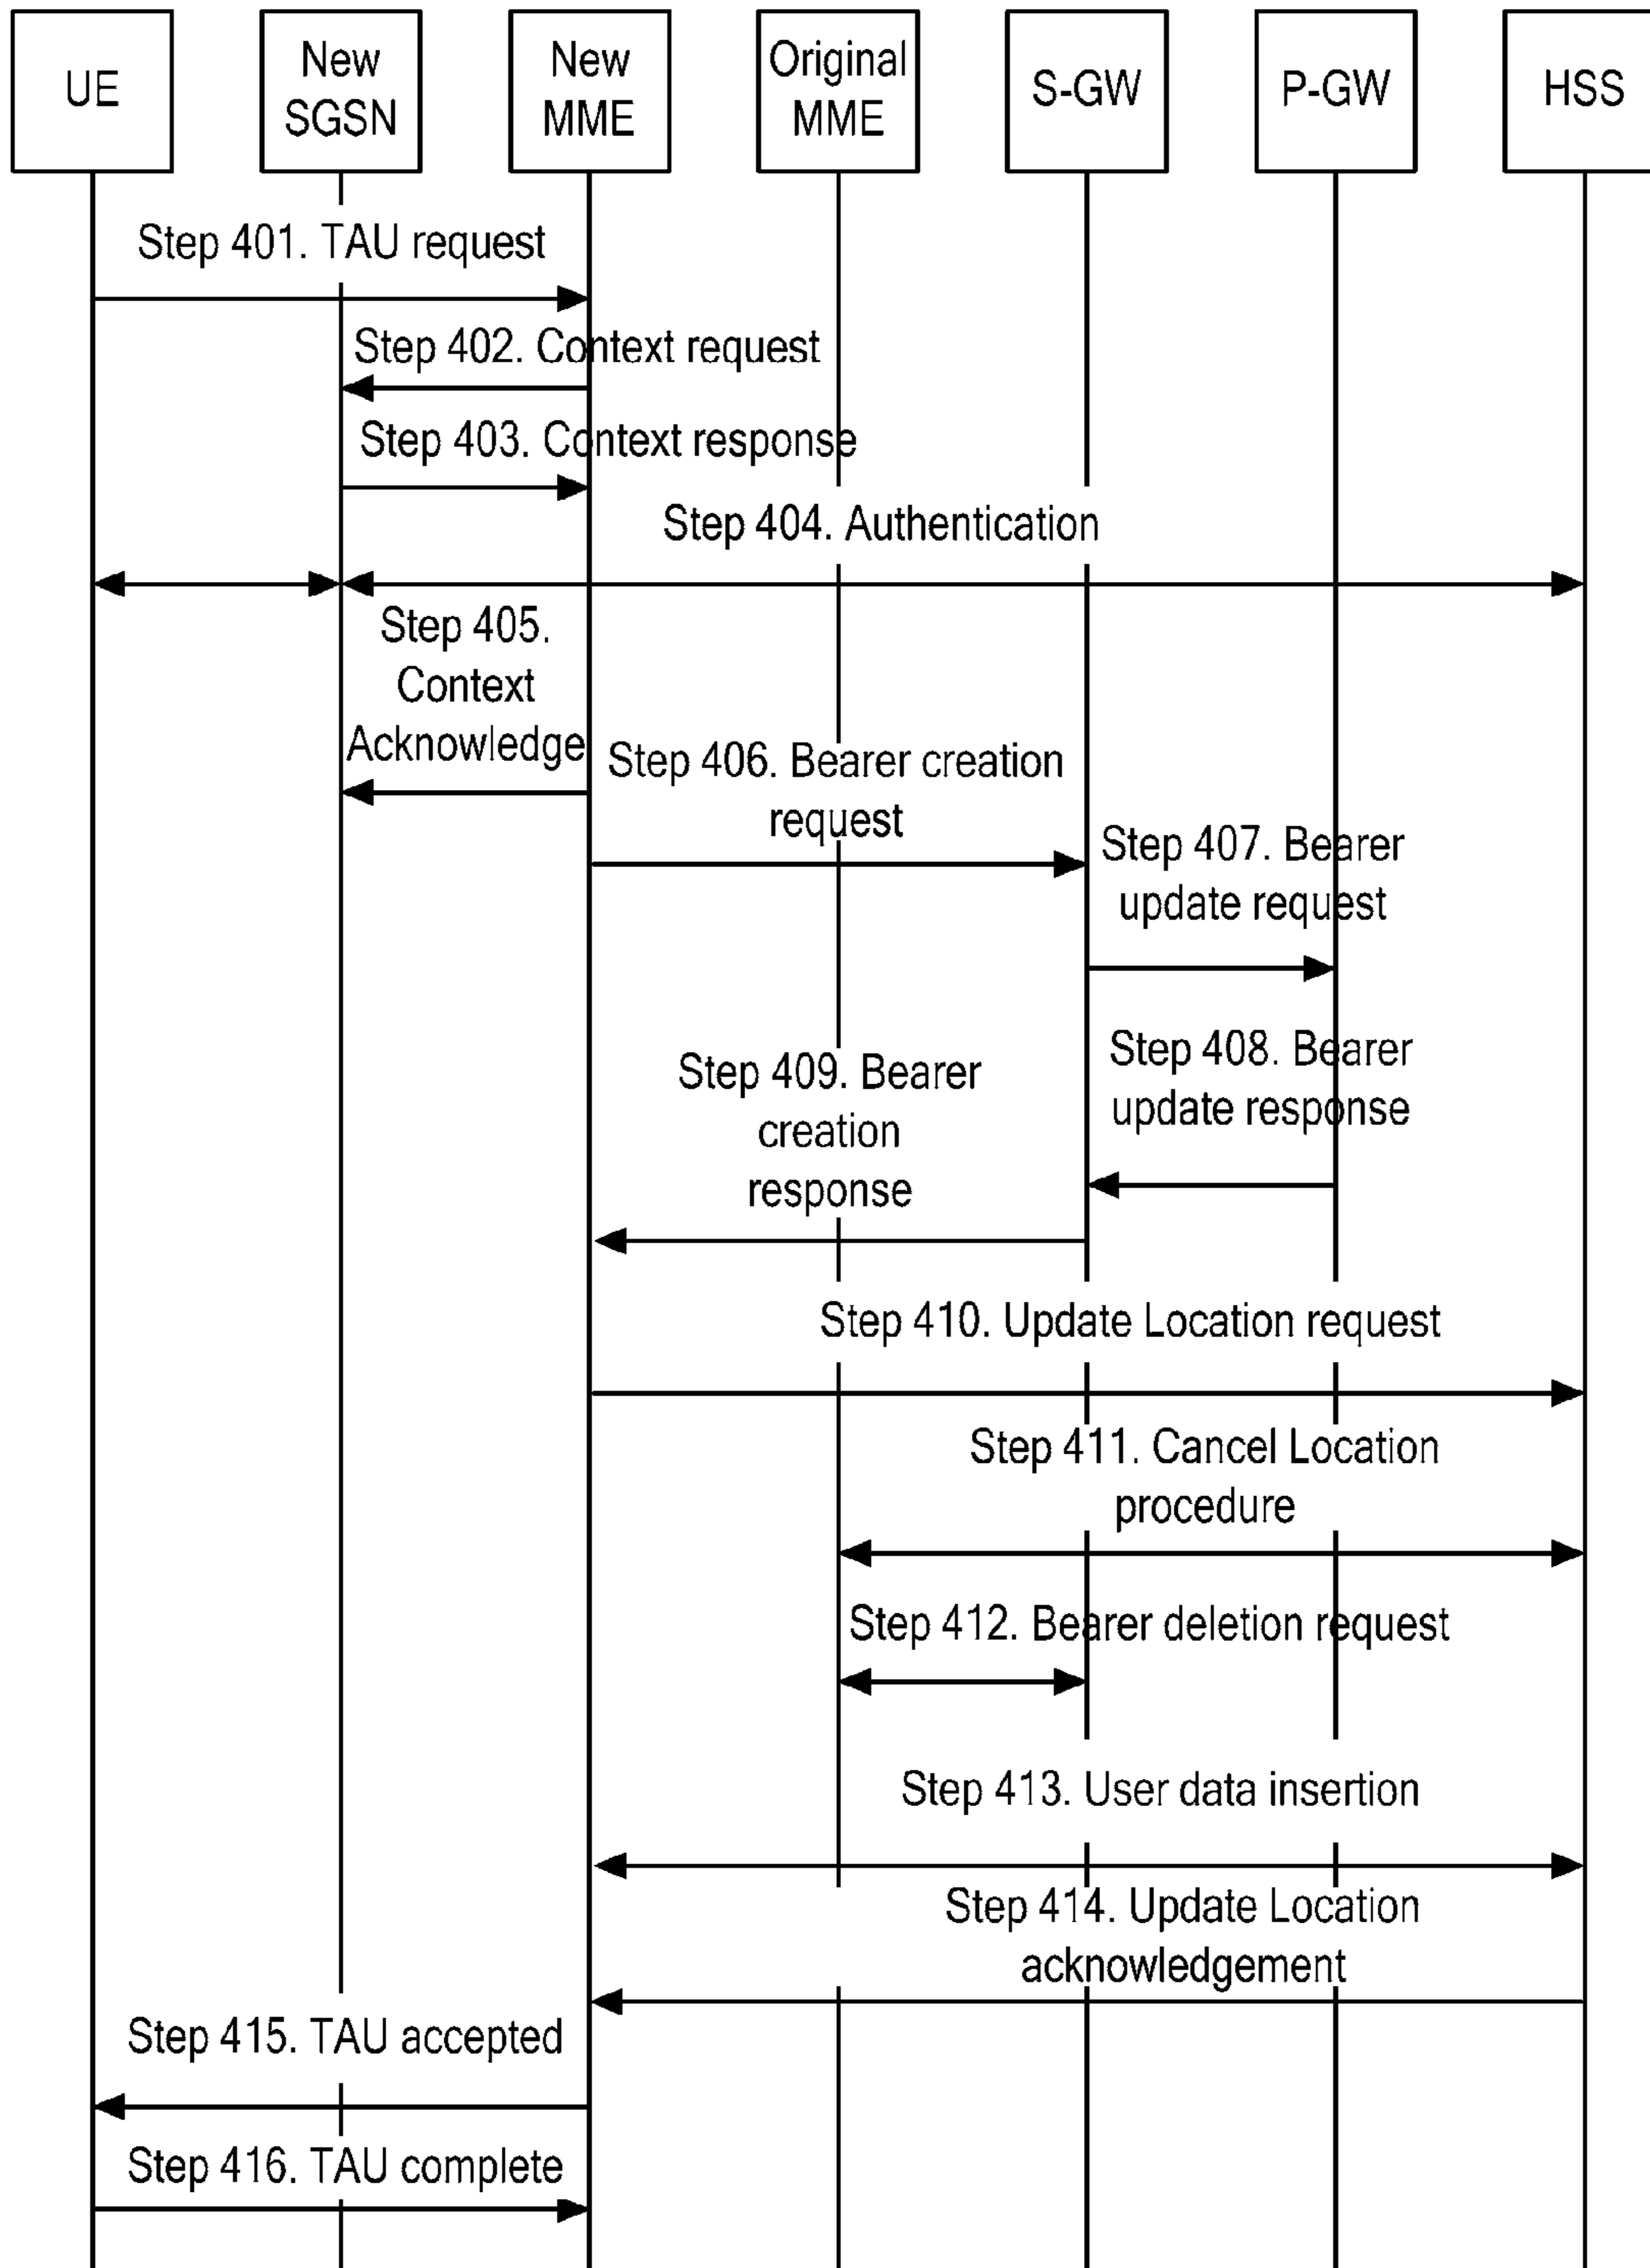 UE
New
SGSN
New
MME
Original
MME
S-GW
P-GW
HSS
Step 401. TAU request
Step 402. Context request
Step 403. Context response
Step 404. Authentication
Step 405.
Context
Acknowledge
Step 406. Bearer creation
request
Step 407. Bearer
update request
Step 408. Bearer
update response
Step 409. Bearer
creation
response
Step 410. Update Location request
Step 411. Cancel Location
procedure
Step 412. Bearer deletion request
Step 413. User data insertion
Step 414. Update Location
acknowledgement
Step 415. TAU accepted
Step 416. TAU complete